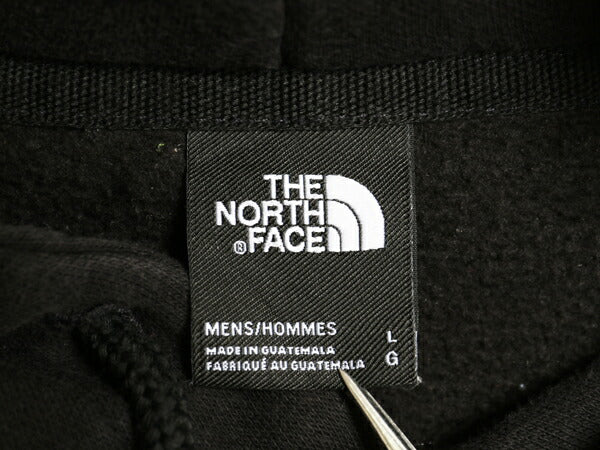 THE
NORTH
® FACE
MENS/HOMMES
MADE IN GUATEMALA
FABRIQUÉ AU GUATEMALA
L
G